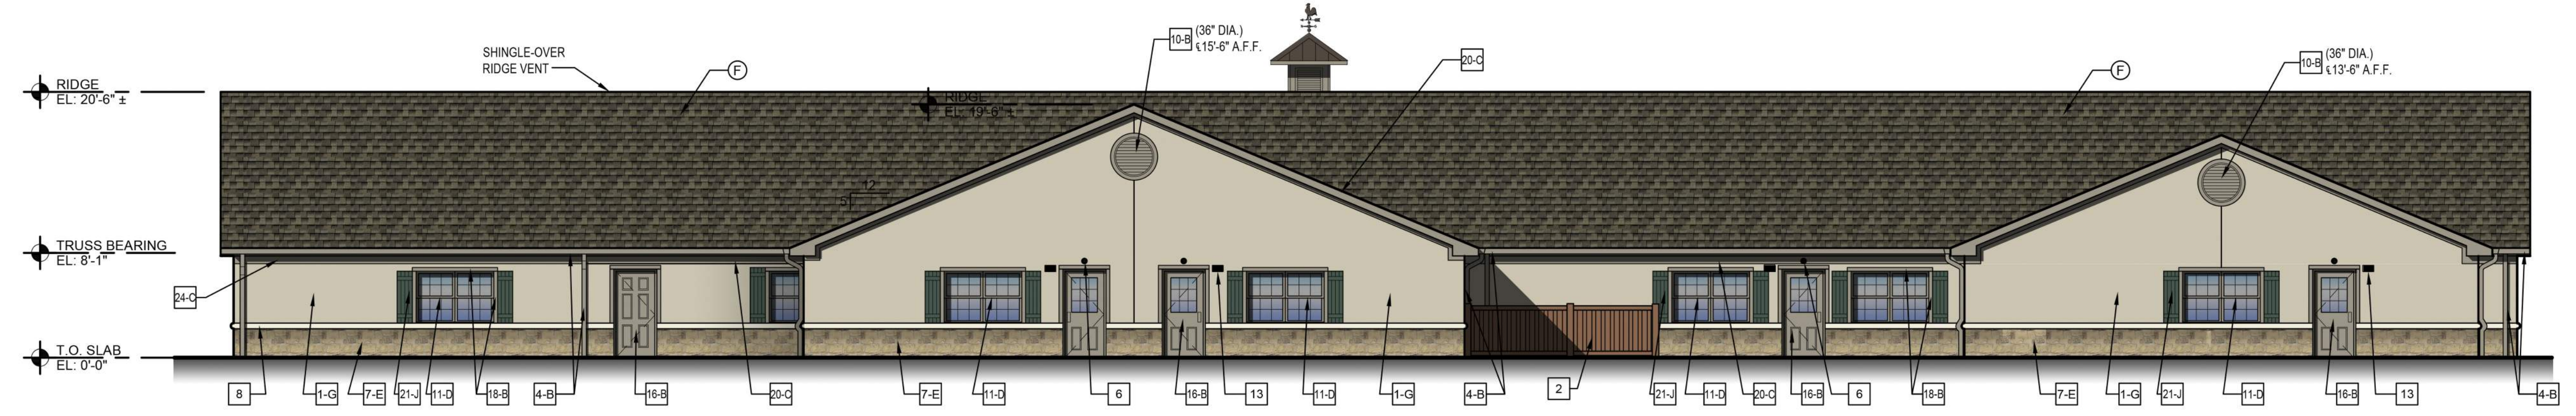 SHINGLE-OVER
RIDGE VENT
F
10-B
(36" DIA.)
℄15'-6" A.F.F.
20-C
F
10-B
(36" DIA.)
℄13'-6" A.F.F.
RIDGE
EL: 20'-6" ±
RIDGE
EL: 19'-6" ±
12
5
TRUSS BEARING
EL: 8'-1"
24-C
T.O. SLAB
EL: 0'-0"
8
1-G
7-E
21-J
11-D
18-B
4-B
16-B
20-C
7-E
11-D
6
16-B
13
11-D
1-G
4-B
2
21-J
11-D
20-C
16-B
6
18-B
7-E
1-G
21-J
11-D
16-B
13
4-B